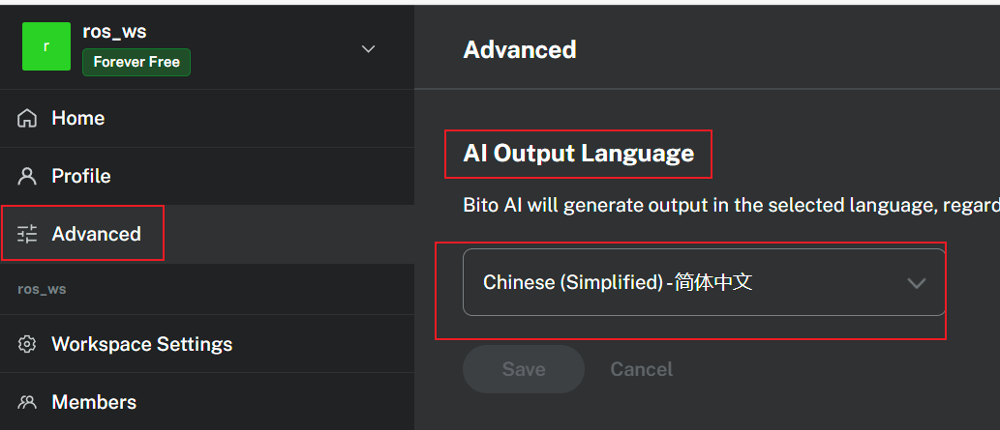 r
ros_ws
Forever Free
Home
Profile
Advanced
ros_ws
Workspace Settings
Members
Advanced
AI Output Language
Bito AI will generate output in the selected language, regard
Chinese (Simplified) - 简体中文
Save
Cancel